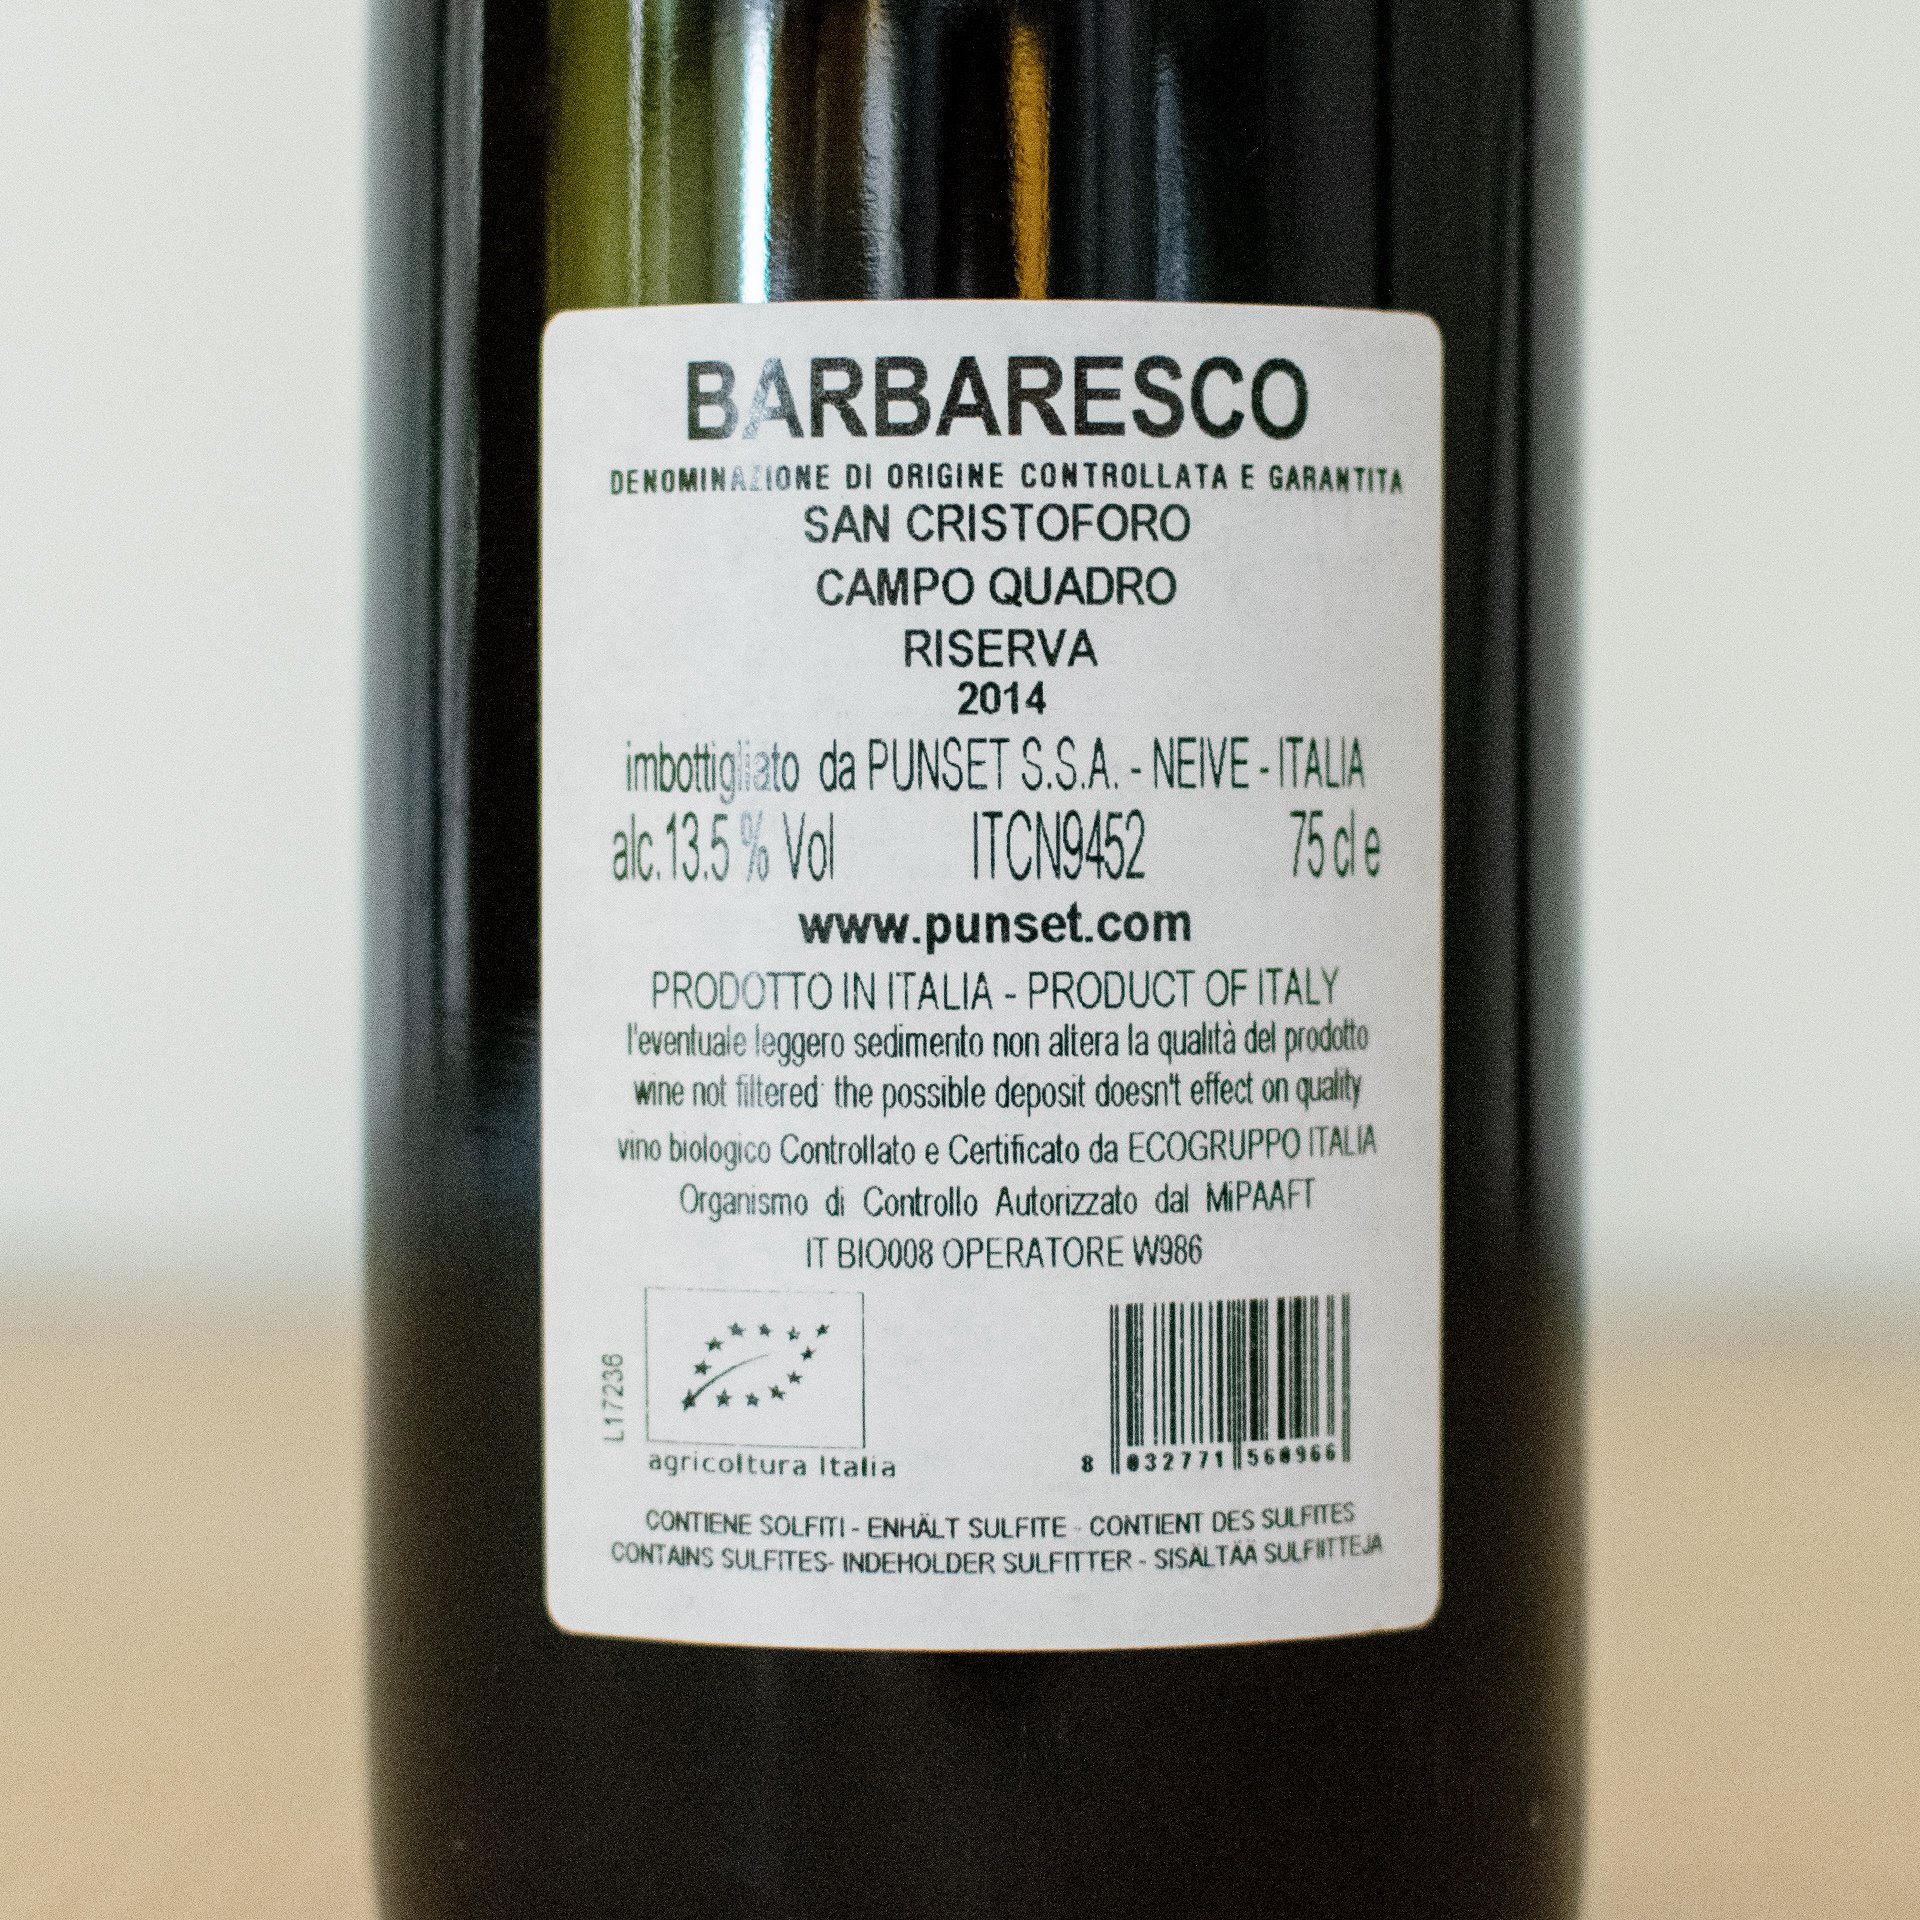 BARBARESCO
DENOMINAZIONE DI ORIGINE CONTROLLATA E GARANTITA
SAN CRISTOFORO
CAMPO QUADRO
RISERVA
2014
imbottigliato da PUNSET S.S.A. - NEIVE - ITALIA
alc.13.5 % Vol ITCN9452 75 cl e
www.punset.com
PRODOTTO IN ITALIA - PRODUCT OF ITALY
l'eventuale leggero sedimento non altera la qualità del prodotto
wine not filtered: the possible deposit doesn't effect on quality
vino biologico Controllato e Certificato da ECOGRUPPO ITALIA
Organismo di Controllo Autorizzato dal MiPAAFT
IT BIO008 OPERATORE W986
L17236
agricoltura Italia
8 032771 560966
CONTIENE SOLFITI - ENHÄLT SULFITE - CONTIENT DES SULFITES
CONTAINS SULFITES- INDEHOLDER SULFITTER - SISÄLTÄÄ SULFIITTEJA